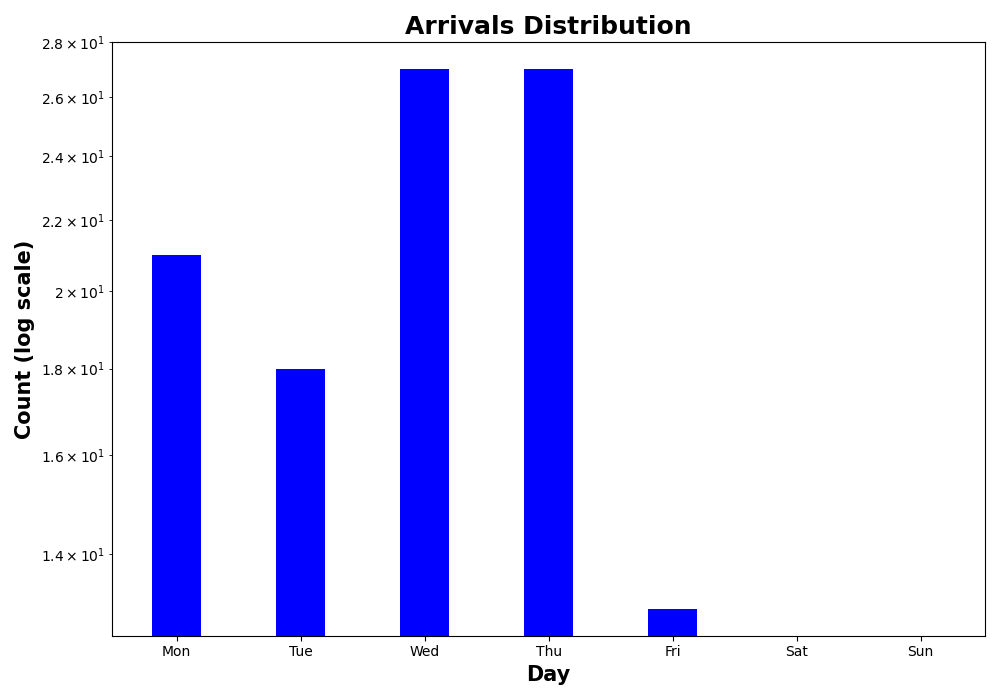 Arrivals Distribution
2.8 × 10¹
2.6 × 10¹
2.4 × 10¹
2.2 × 10¹
2 × 10¹
1.8 × 10¹
1.6 × 10¹
1.4 × 10¹
Count (log scale)
Mon Tue Wed Thu Fri Sat Sun
Day